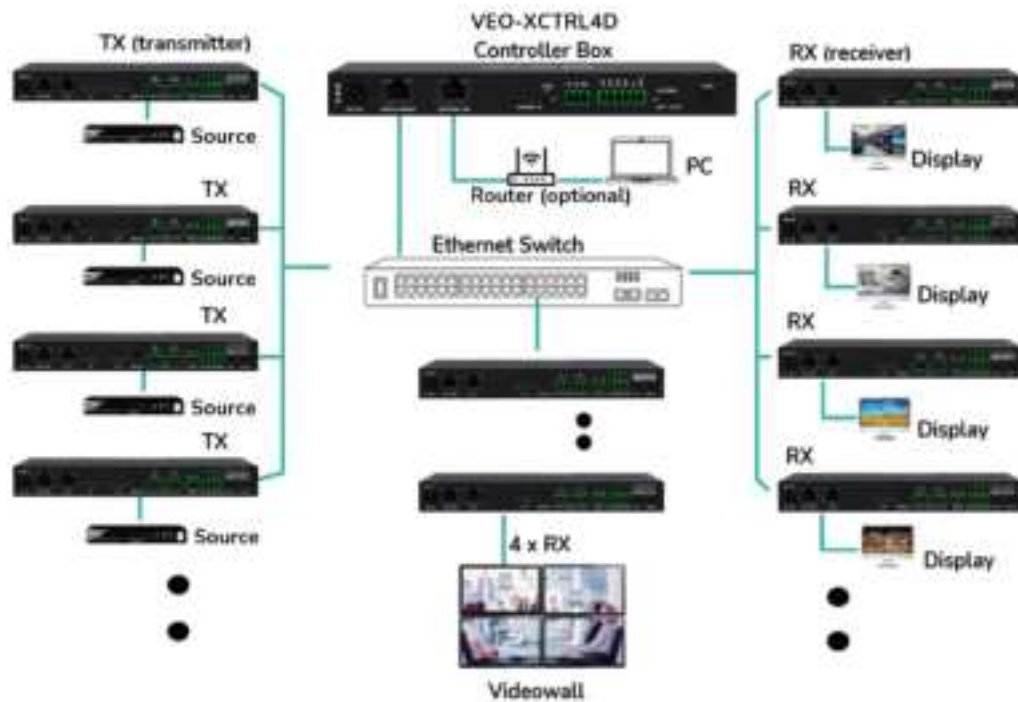 VEO-XCTRL4D
Controller Box
TX (transmitter)
RX (receiver)
Source
Router (optional)
PC
Display
TX
RX
Ethernet Switch
Source
Display
TX
RX
Source
Display
TX
RX
Source
Display
4 x RX
Videowall